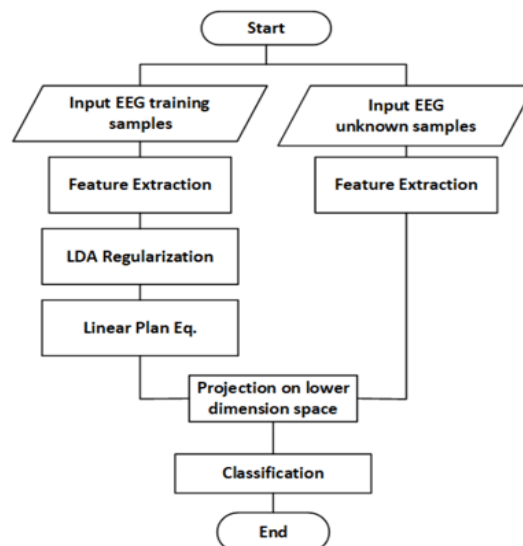 Start
Input EEG training
samples
Input EEG
unknown samples
Feature Extraction
Feature Extraction
LDA Regularization
Linear Plan Eq.
Projection on lower
dimension space
Classification
End